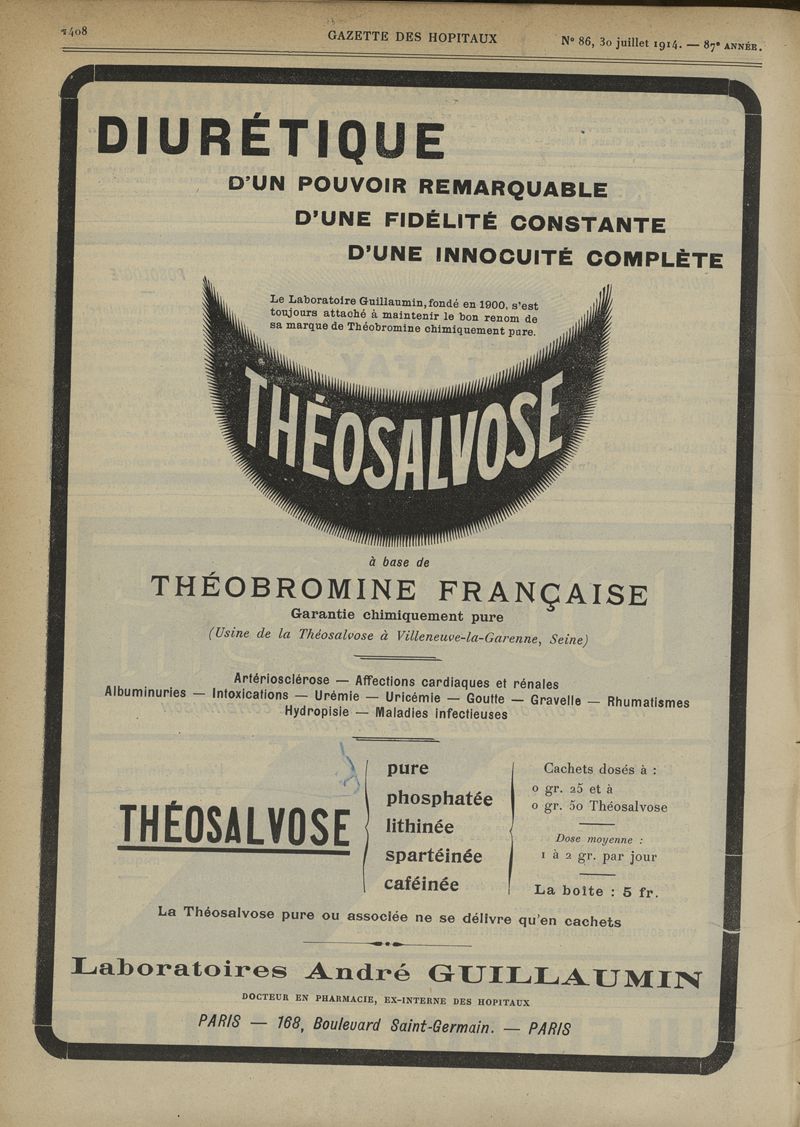 1408
GAZETTE DES HOPITAUX
N° 86, 30 juillet 1914. — 87e ANNÉE.
DIURÉTIQUE
D'UN POUVOIR REMARQUABLE
D'UNE FIDÉLITÉ CONSTANTE
D'UNE INNOCUITÉ COMPLÈTE
Le Laboratoire Guillaumin, fondé en 1900, s'est
toujours attaché à maintenir le bon renom de
sa marque de Théobromine chimiquement pure.
THÉOSALVOSE
à base de
THÉOBROMINE FRANÇAISE
Garantie chimiquement pure
(Usine de la Théosalvose à Villeneuve-la-Garenne, Seine)
Artériosclérose — Affections cardiaques et rénales
Albuminuries — Intoxications — Urémie — Uricémie — Goutte — Gravelle — Rhumatismes
Hydropisie — Maladies infectieuses
THÉOSALVOSE
pure
phosphatée
lithinée
spartéinée
caféinée
Cachets dosés à :
0 gr. 25 et à
0 gr. 50 Théosalvose
Dose moyenne :
1 à 2 gr. par jour
La boîte : 5 fr.
La Théosalvose pure ou associée ne se délivre qu'en cachets
Laboratoires André GUILLAUMIN
DOCTEUR EN PHARMACIE, EX-INTERNE DES HOPITAUX
PARIS — 168, Boulevard Saint-Germain. — PARIS